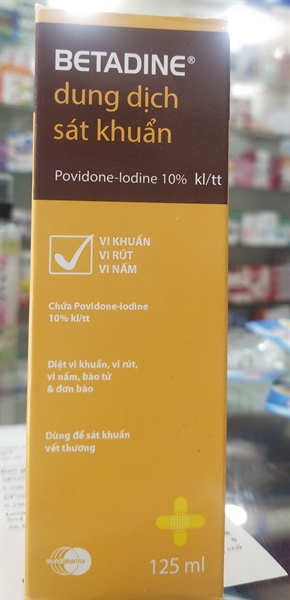 BETADINE®
dung dịch
sát khuẩn
Povidone-Iodine 10% kl/tt
VI KHUẨN
VI RÚT
VI NẤM
Chứa Povidone-iodine
10% kl/tt
Diệt vi khuẩn, vi rút,
vi nấm, bào tử
& đơn bào
Dùng để sát khuẩn
vết thương
mundipharma
125 ml